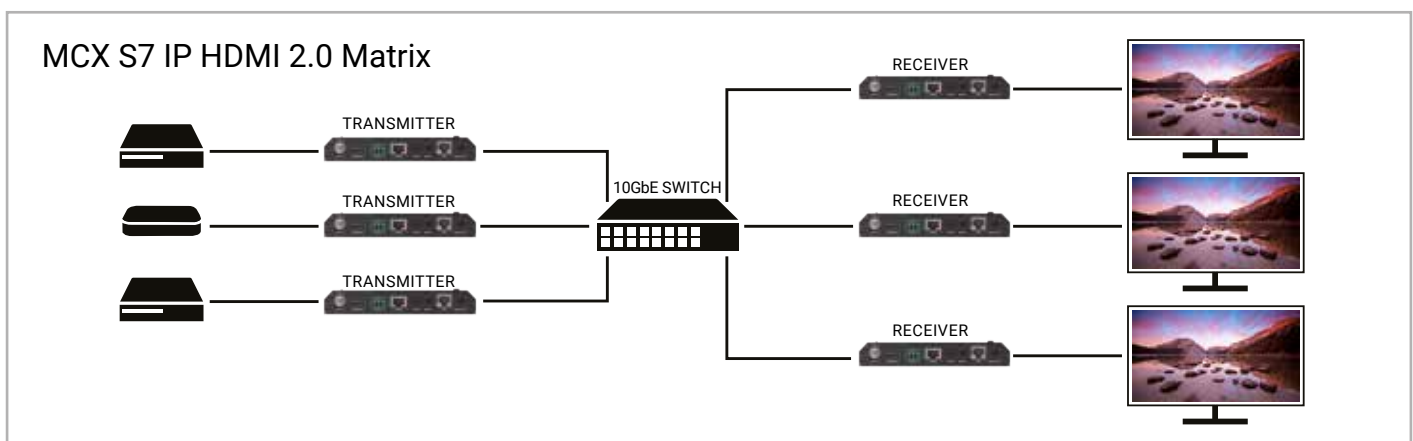 MCX S7 IP HDMI 2.0 Matrix
TRANSMITTER
TRANSMITTER
TRANSMITTER
10GbE SWITCH
RECEIVER
RECEIVER
RECEIVER